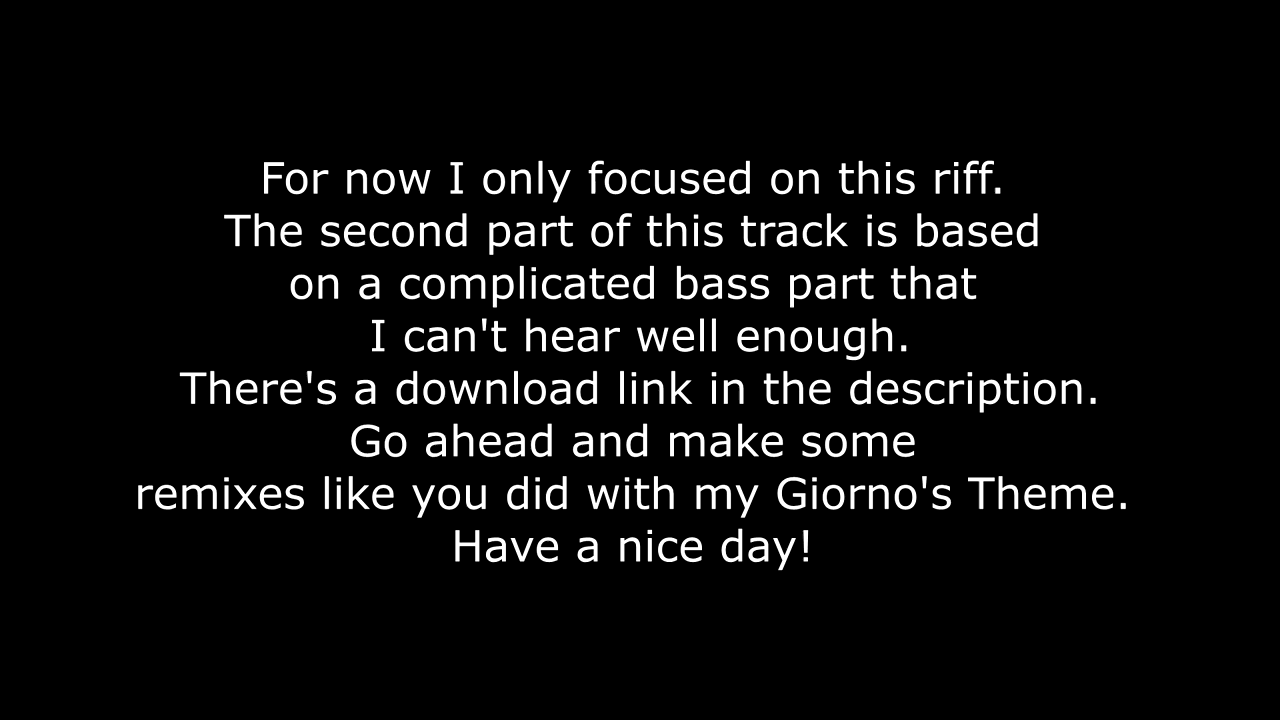 For now I only focused on this riff.
The second part of this track is based
on a complicated bass part that
I can't hear well enough.
There's a download link in the description.
Go ahead and make some
remixes like you did with my Giorno's Theme.
Have a nice day!